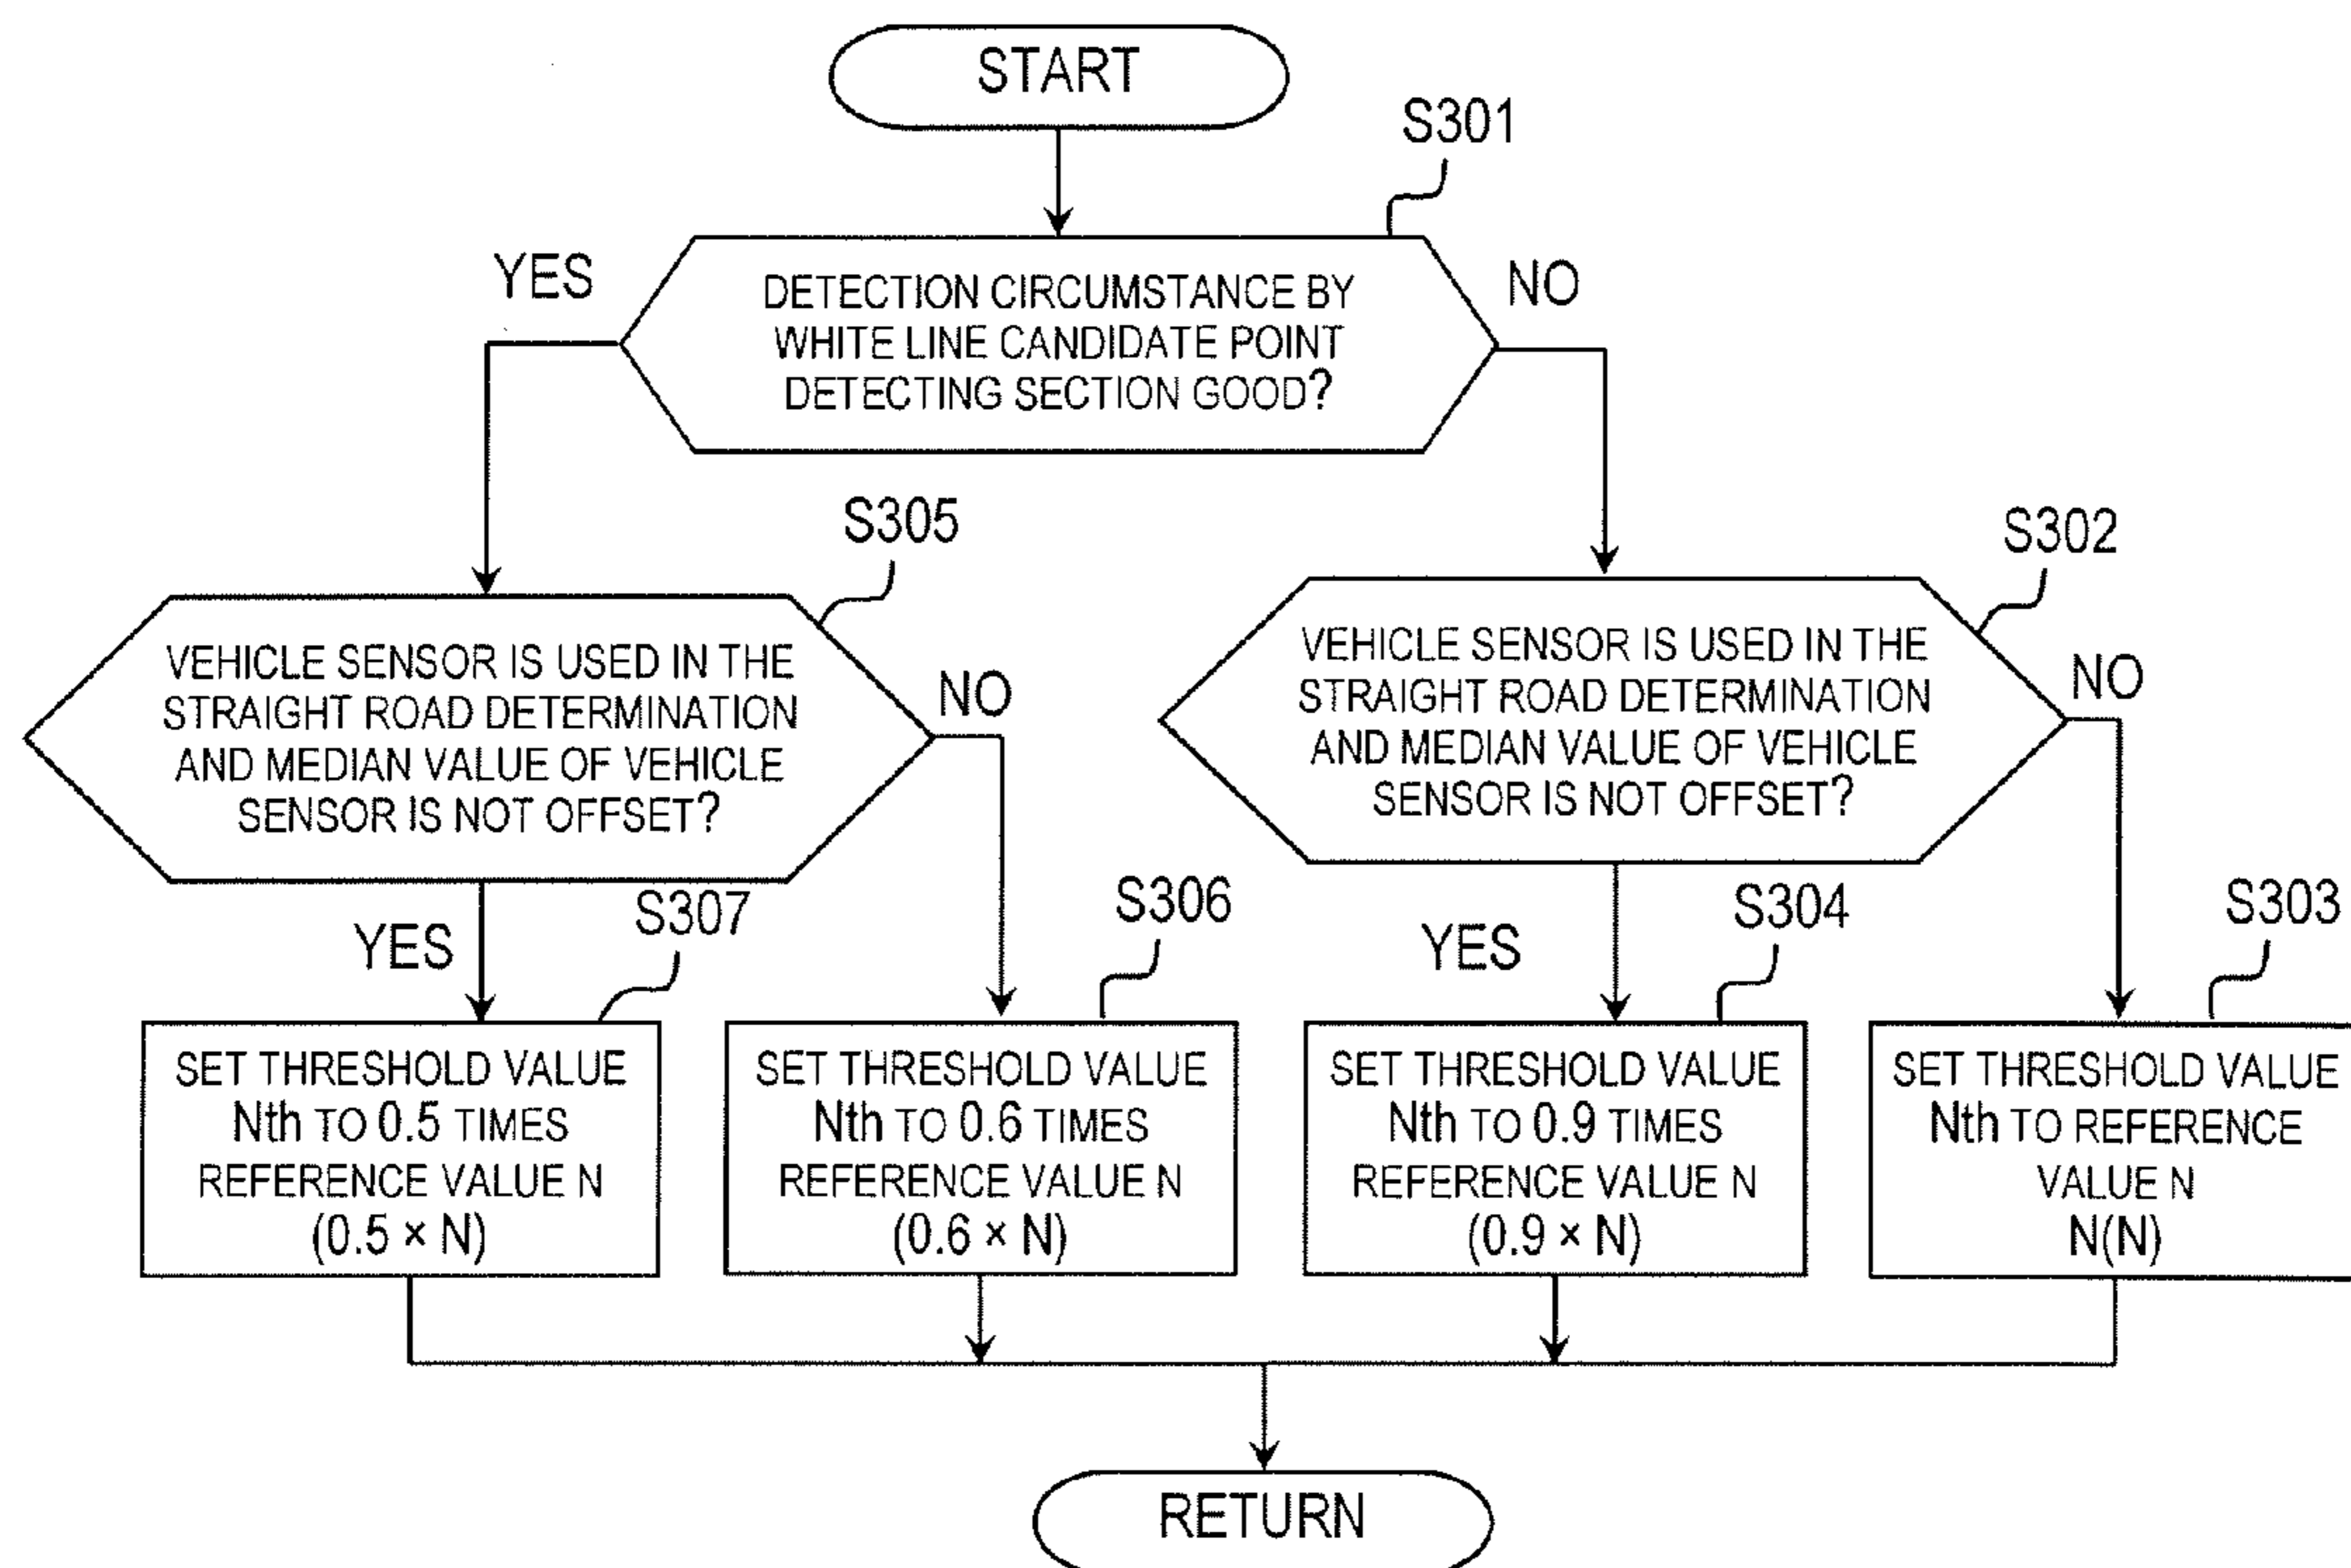 START
S301
YES
NO
DETECTION CIRCUMSTANCE BY
WHITE LINE CANDIDATE POINT
DETECTING SECTION GOOD?
S305
S302
VEHICLE SENSOR IS USED IN THE
STRAIGHT ROAD DETERMINATION
AND MEDIAN VALUE OF VEHICLE
SENSOR IS NOT OFFSET?
NO
VEHICLE SENSOR IS USED IN THE
STRAIGHT ROAD DETERMINATION
AND MEDIAN VALUE OF VEHICLE
SENSOR IS NOT OFFSET?
NO
YES
S307
S306
YES
S304
S303
SET THRESHOLD VALUE
Nth TO 0.5 TIMES
REFERENCE VALUE N
(0.5 × N)
SET THRESHOLD VALUE
Nth TO 0.6 TIMES
REFERENCE VALUE N
(0.6 × N)
SET THRESHOLD VALUE
Nth TO 0.9 TIMES
REFERENCE VALUE N
(0.9 × N)
SET THRESHOLD VALUE
Nth TO REFERENCE
VALUE N
N(N)
RETURN